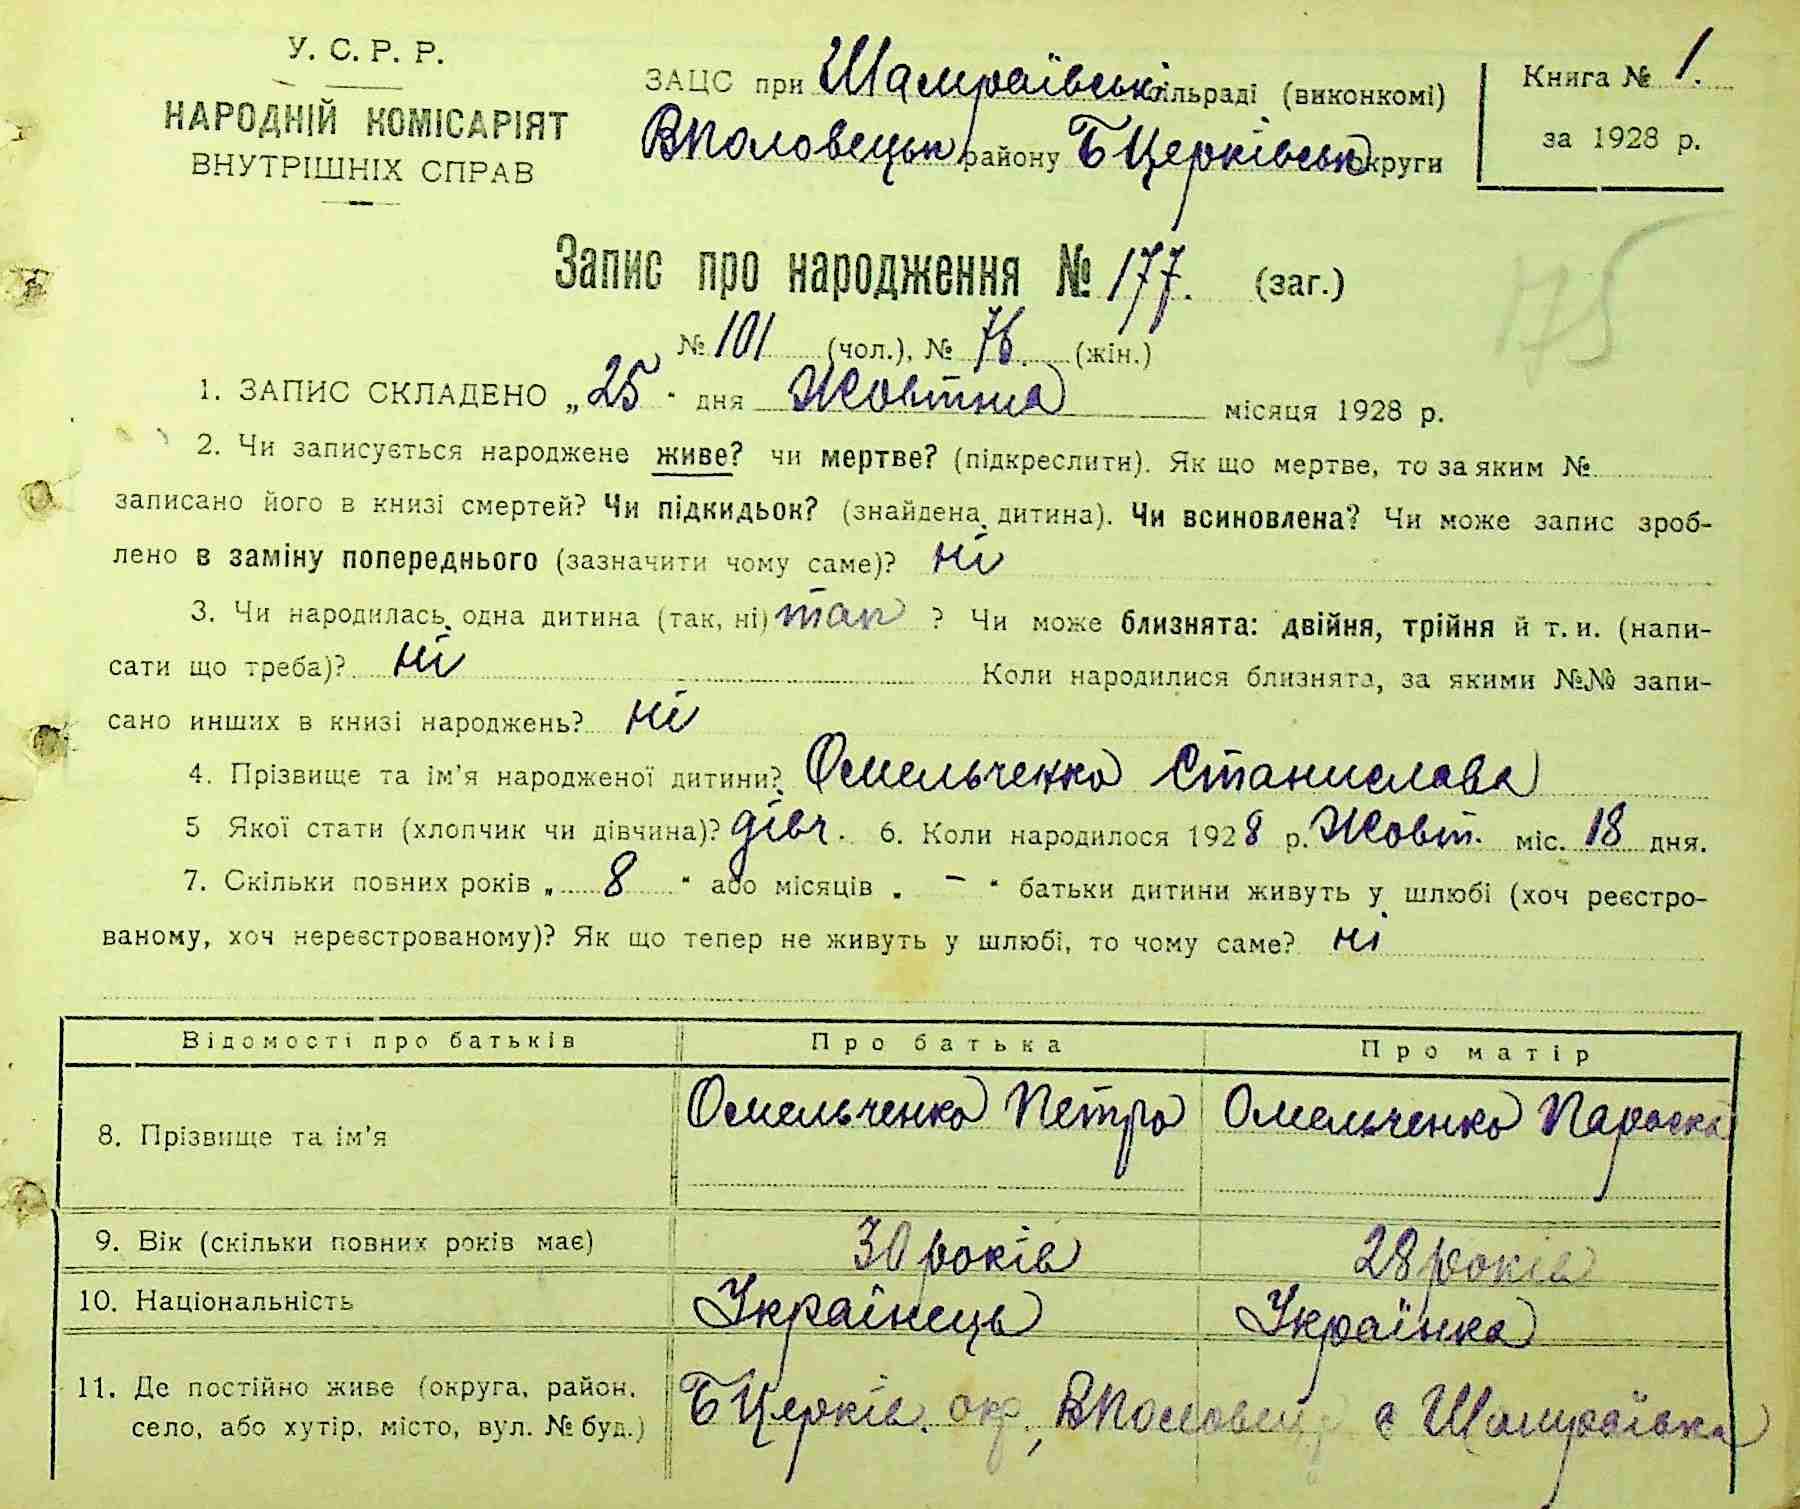 У. С. Р. Р.
НАРОДНІЙ КОМІСАРІЯТ
ВНУТРІШНІХ СПРАВ
ЗАЦС при Шамраївські сільраді (виконкомі)
ВПоловецьк району БЦерківськ округи
Книга № 1.
за 1928 р.
Запис про народження № 177. (заг.)
175
№ 101 (чол.), № 76 (жін.)
1. ЗАПИС СКЛАДЕНО „25" дня Жовтня місяця 1928 р.
2. Чи записується народжене живе? чи мертве? (підкреслити). Як що мертве, то за яким №
записано його в книзі смертей? Чи підкидьок? (знайдена дитина). Чи всиновлена? Чи може запис зроб-
лено в заміну попереднього (зазначити чому саме)? ні
3. Чи народилась одна дитина (так, ні) так ? Чи може близнята: двійня, трійня й т. и. (напи-
сати що треба)? ні Коли народилися близнята, за якими №№ запи-
сано инших в книзі народжень? ні
4. Прізвище та ім'я народженої дитини? Омельченко Станислава
5 Якої стати (хлопчик чи дівчина)? дівч. 6. Коли народилося 1928 р. Жовт. міс. 18 дня.
7. Скільки повних років „ 8 " або місяців „ — " батьки дитини живуть у шлюбі (хоч реєстро-
ваному, хоч нереєстрованому)? Як що тепер не живуть у шлюбі, то чому саме? ні
Відомості про батьків Про батька Про матір
8. Прізвище та ім'я Омельченко Петро Омельченко Параска
9. Вік (скільки повних років має) 30 років 28 років
10. Національність Українець Українка
11. Де постійно живе (округа, район,
село, або хутір, місто, вул. № буд.) БЦерків. окр, ВПоловець с Шамраївка